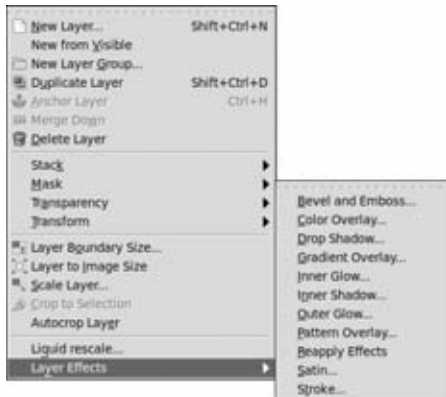 New Layer... Shift+Ctrl+N
New from Visible
New Layer Group...
Duplicate Layer Shift+Ctrl+D
Anchor Layer Ctrl+H
Merge Down
Delete Layer
Stack
Mask
Transparency
Transform
Layer Boundary Size...
Layer to Image Size
Scale Layer...
Crop to Selection
Autocrop Layer
Liquid rescale...
Layer Effects
Bevel and Emboss...
Color Overlay...
Drop Shadow...
Gradient Overlay...
Inner Glow...
Inner Shadow...
Outer Glow...
Pattern Overlay...
Reapply Effects
Satin...
Stroke...